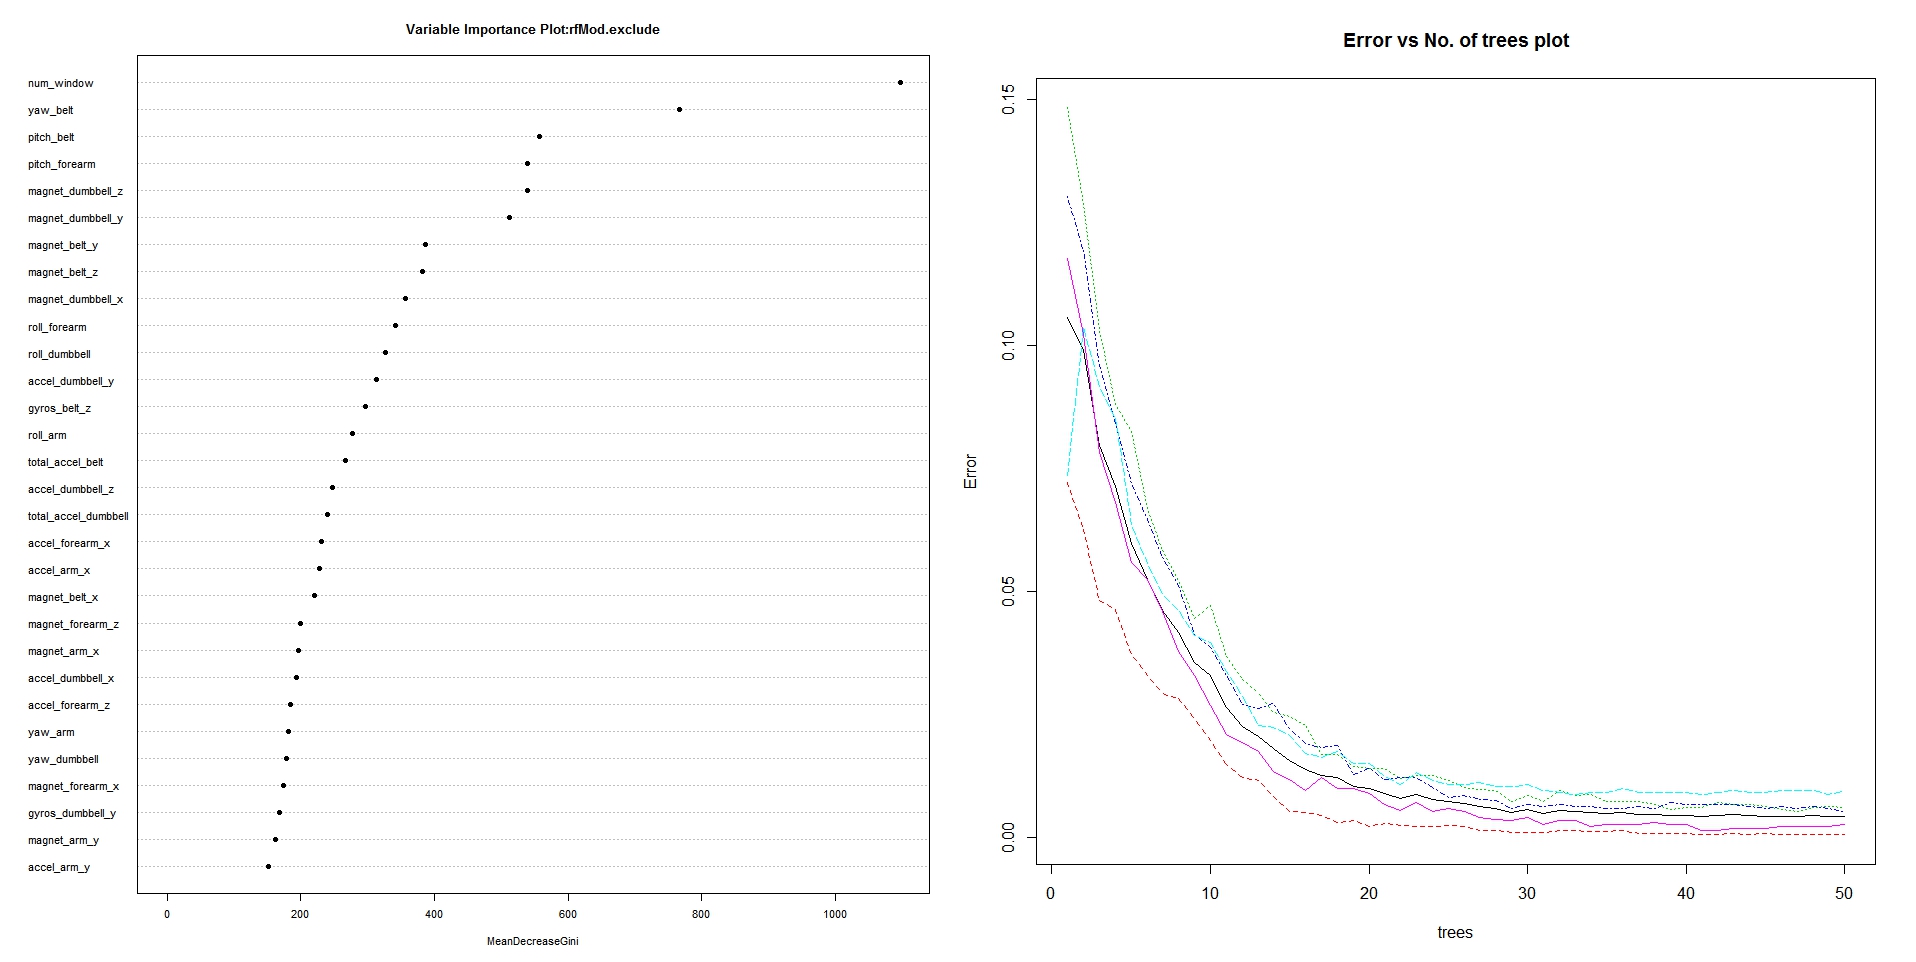 Variable Importance Plot:rfMod.exclude
num_window
yaw_belt
pitch_belt
pitch_forearm
magnet_dumbbell_z
magnet_dumbbell_y
magnet_belt_y
magnet_belt_z
magnet_dumbbell_x
roll_forearm
roll_dumbbell
accel_dumbbell_y
gyros_belt_z
roll_arm
total_accel_belt
accel_dumbbell_z
total_accel_dumbbell
accel_forearm_x
accel_arm_x
magnet_belt_x
magnet_forearm_z
magnet_arm_x
accel_dumbbell_x
accel_forearm_z
yaw_arm
yaw_dumbbell
magnet_forearm_x
gyros_dumbbell_y
magnet_arm_y
accel_arm_y
0 200 400 600 800 1000
MeanDecreaseGini
Error vs No. of trees plot
0.15
0.10
0.05
0.00
Error
0 10 20 30 40 50
trees